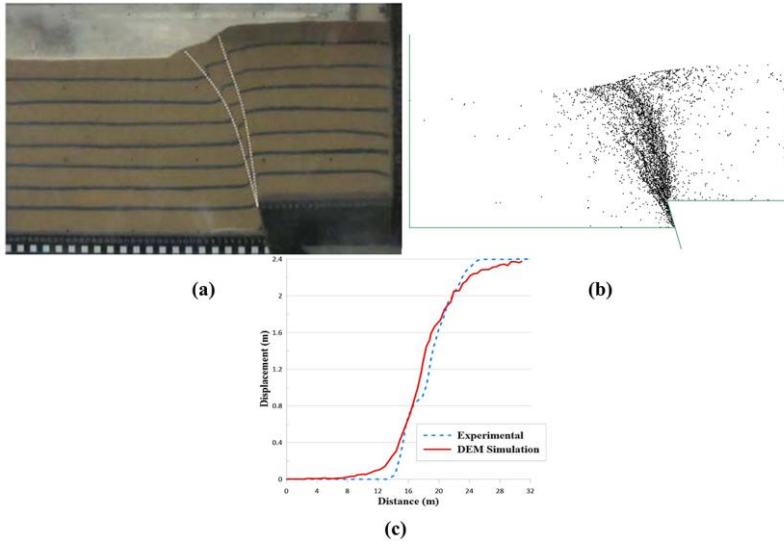 (a)
(b)
2.4
2
1.6
1.2
0.8
0.4
0
Displacement (m)
Experimental
DEM Simulation
0 4 8 12 16 20 24 28 32
Distance (m)
(c)